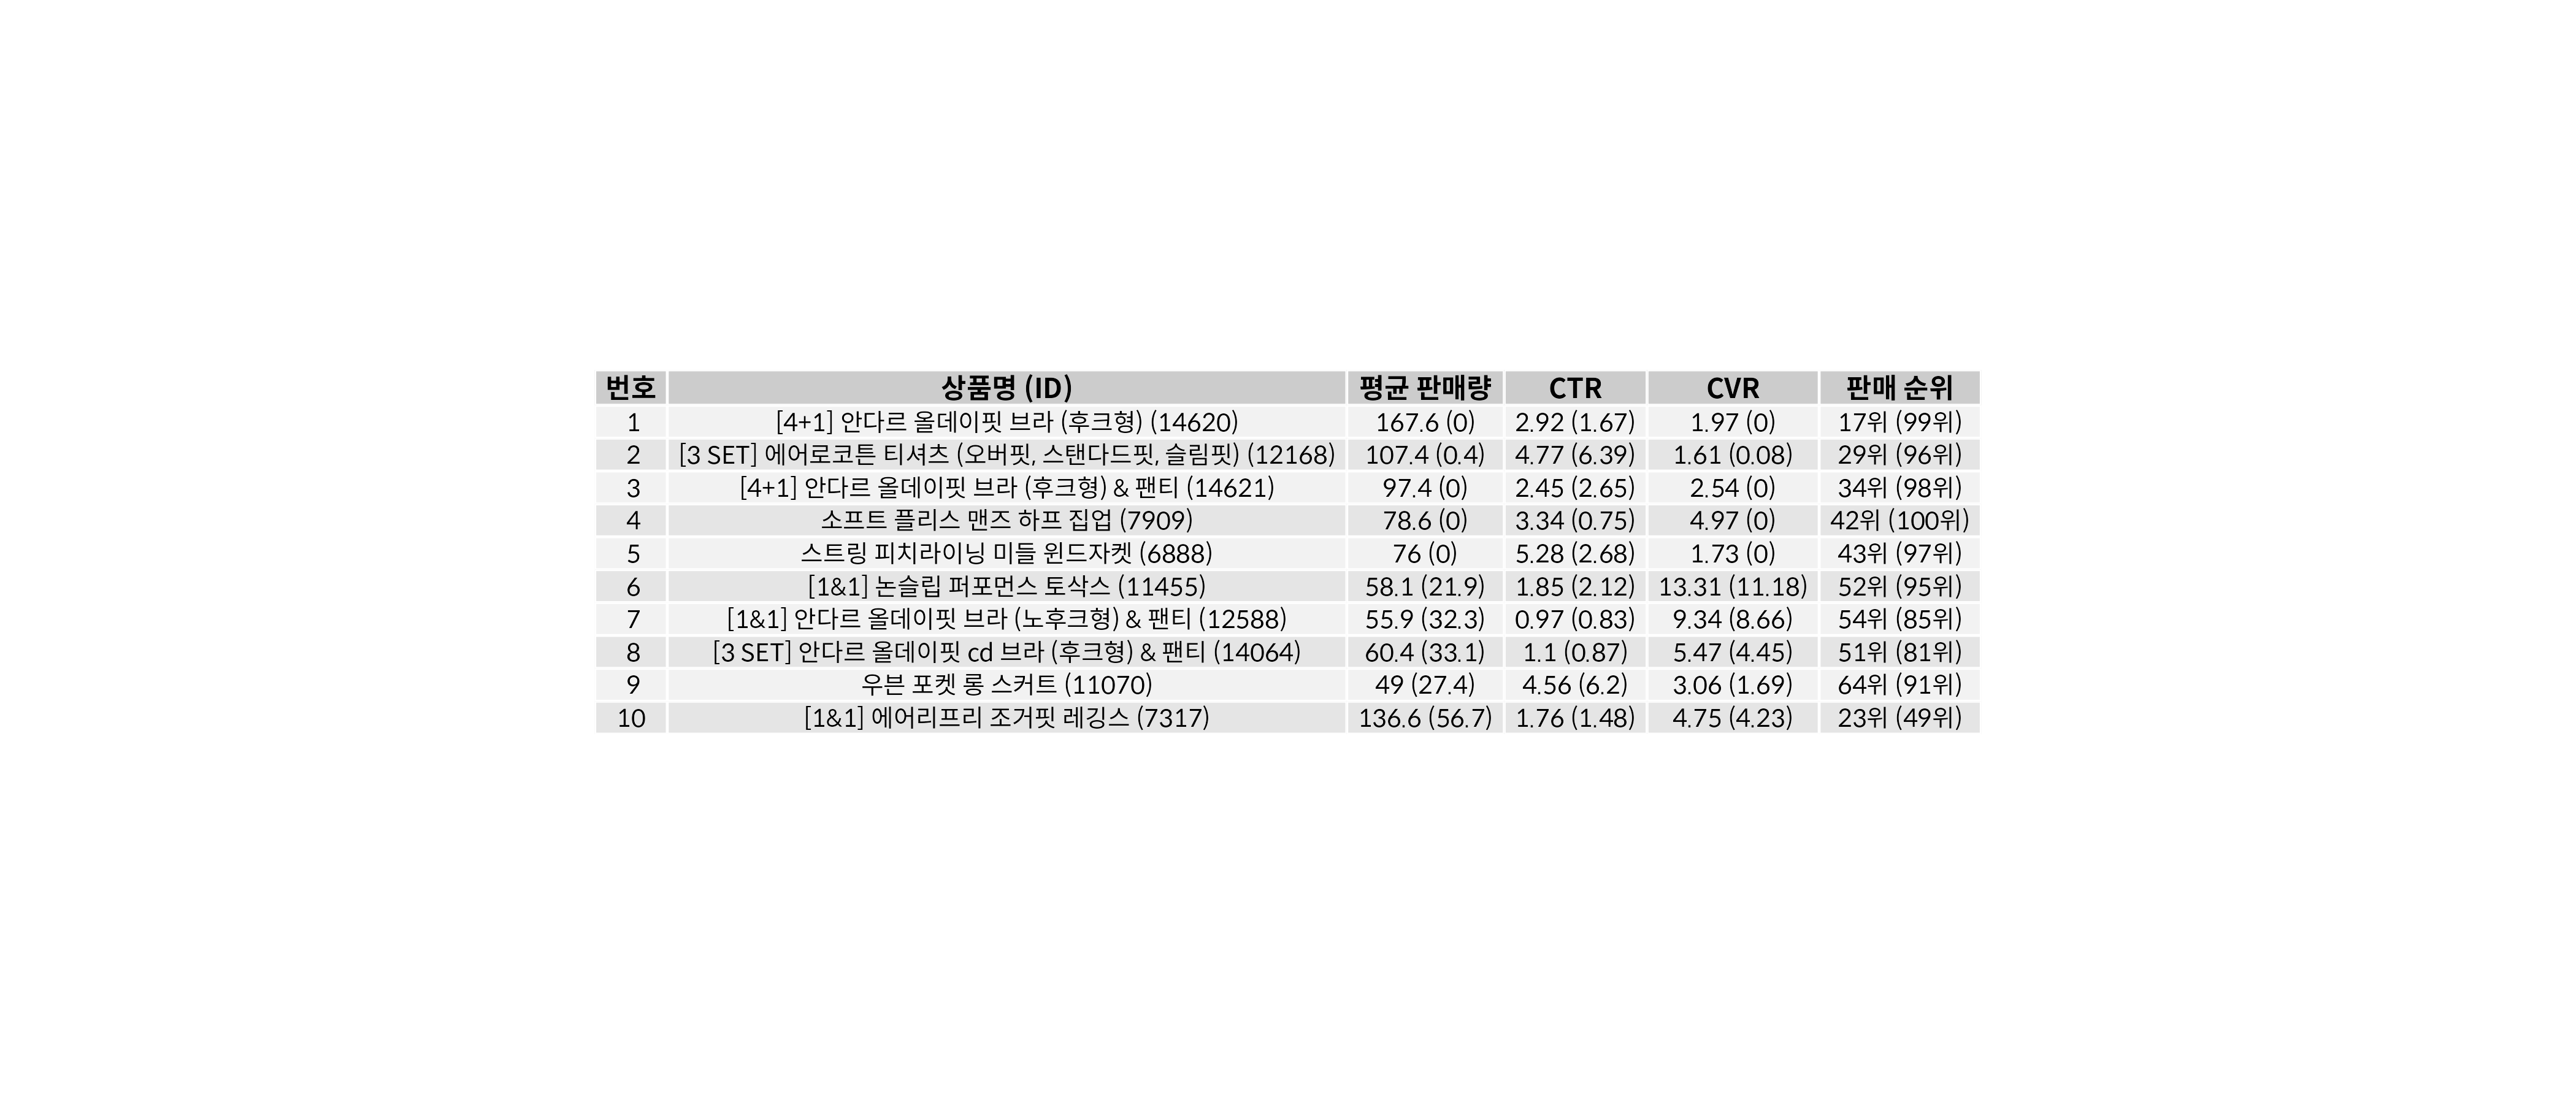 번호 상품명 (ID) 평균 판매량 CTR CVR 판매 순위
1 [4+1] 안다르 올데이핏 브라 (후크형) (14620) 167.6 (0) 2.92 (1.67) 1.97 (0) 17위 (99위)
2 [3 SET] 에어로코튼 티셔츠 (오버핏, 스탠다드핏, 슬림핏) (12168) 107.4 (0.4) 4.77 (6.39) 1.61 (0.08) 29위 (96위)
3 [4+1] 안다르 올데이핏 브라 (후크형) & 팬티 (14621) 97.4 (0) 2.45 (2.65) 2.54 (0) 34위 (98위)
4 소프트 플리스 맨즈 하프 집업 (7909) 78.6 (0) 3.34 (0.75) 4.97 (0) 42위 (100위)
5 스트링 피치라이닝 미들 윈드자켓 (6888) 76 (0) 5.28 (2.68) 1.73 (0) 43위 (97위)
6 [1&1] 논슬립 퍼포먼스 토삭스 (11455) 58.1 (21.9) 1.85 (2.12) 13.31 (11.18) 52위 (95위)
7 [1&1] 안다르 올데이핏 브라 (노후크형) & 팬티 (12588) 55.9 (32.3) 0.97 (0.83) 9.34 (8.66) 54위 (85위)
8 [3 SET] 안다르 올데이핏 cd 브라 (후크형) & 팬티 (14064) 60.4 (33.1) 1.1 (0.87) 5.47 (4.45) 51위 (81위)
9 우븐 포켓 롱 스커트 (11070) 49 (27.4) 4.56 (6.2) 3.06 (1.69) 64위 (91위)
10 [1&1] 에어리프리 조거핏 레깅스 (7317) 136.6 (56.7) 1.76 (1.48) 4.75 (4.23) 23위 (49위)